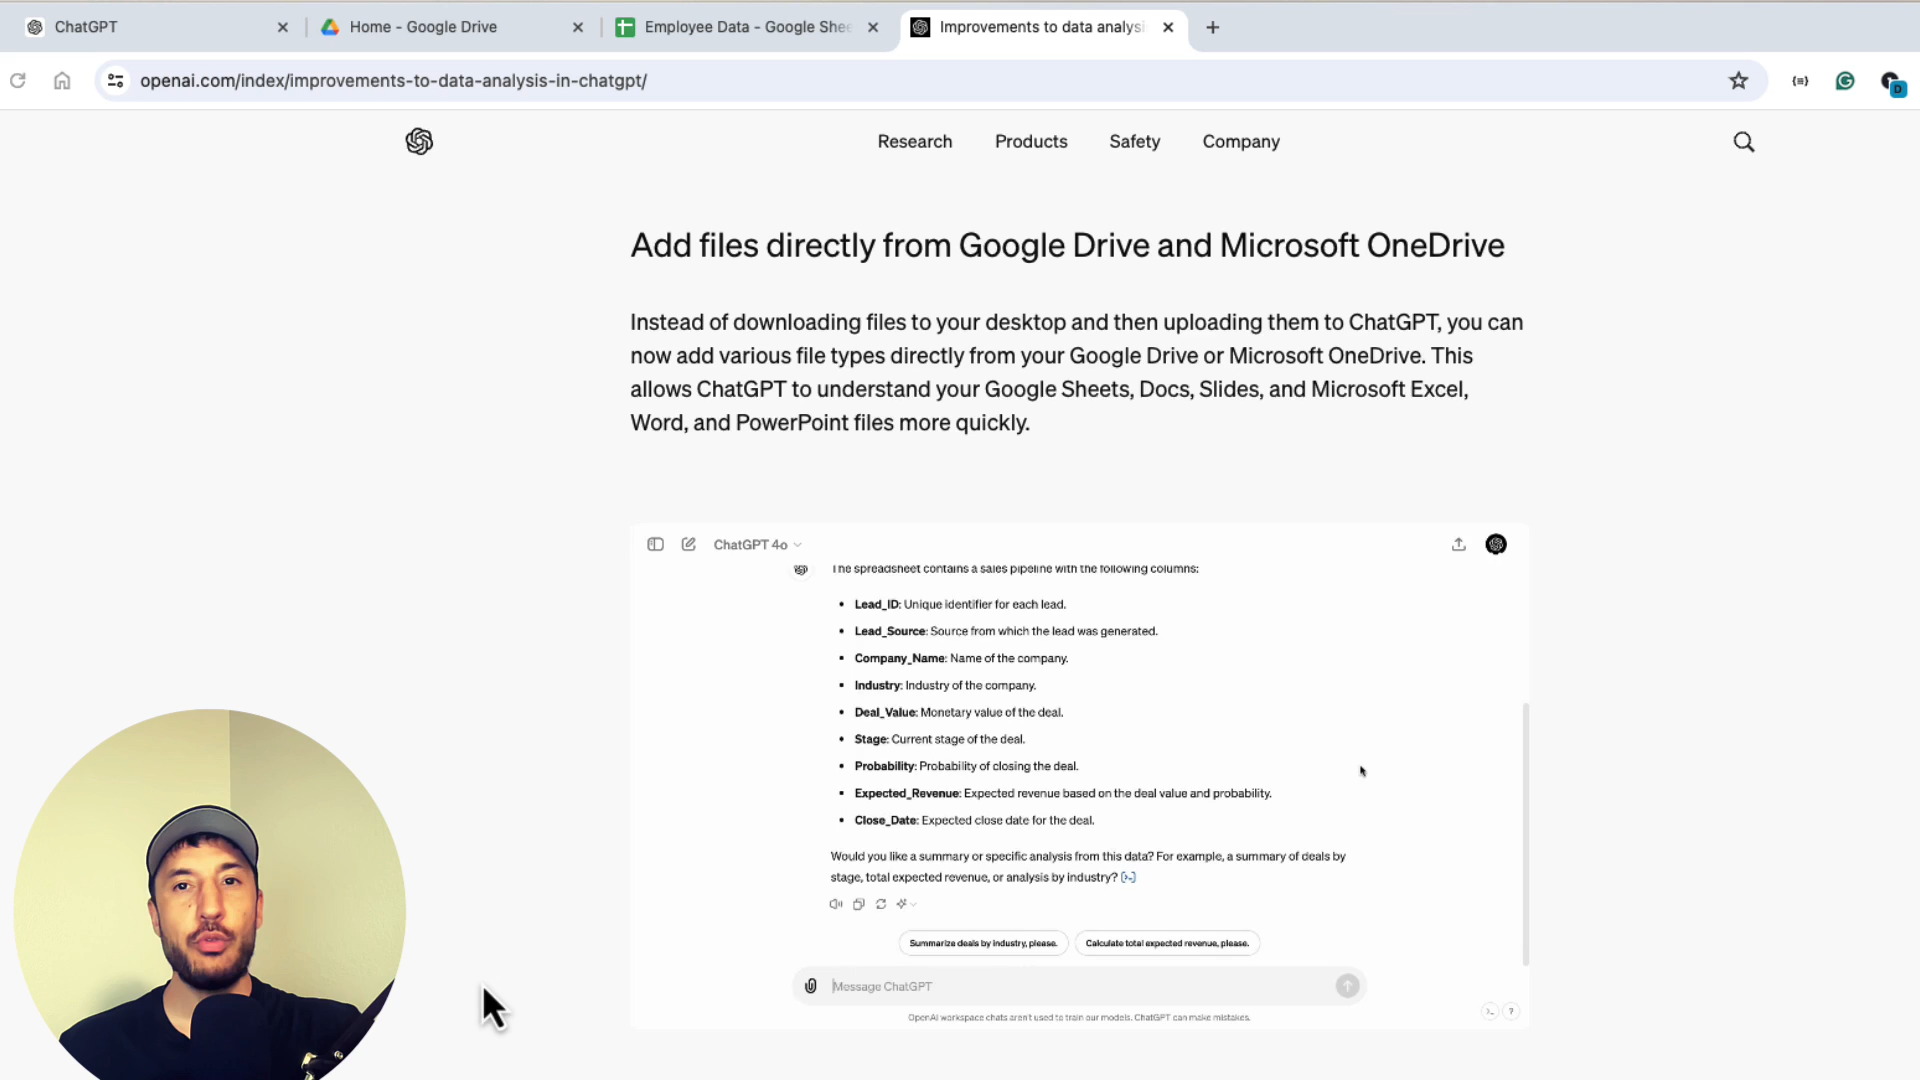 ChatGPT
Home - Google Drive
Employee Data - Google Shee
Improvements to data analysi
openai.com/index/improvements-to-data-analysis-in-chatgpt/
D
Research
Products
Safety
Company
Add files directly from Google Drive and Microsoft OneDrive
Instead of downloading files to your desktop and then uploading them to ChatGPT, you can
now add various file types directly from your Google Drive or Microsoft OneDrive. This
allows ChatGPT to understand your Google Sheets, Docs, Slides, and Microsoft Excel,
Word, and PowerPoint files more quickly.
ChatGPT 4o
The spreadsheet contains a sales pipeline with the following columns:
• Lead_ID: Unique identifier for each lead.
• Lead_Source: Source from which the lead was generated.
• Company_Name: Name of the company.
• Industry: Industry of the company.
• Deal_Value: Monetary value of the deal.
• Stage: Current stage of the deal.
• Probability: Probability of closing the deal.
• Expected_Revenue: Expected revenue based on the deal value and probability.
• Close_Date: Expected close date for the deal.
Would you like a summary or specific analysis from this data? For example, a summary of deals by
stage, total expected revenue, or analysis by industry? [>-]
Summarize deals by industry, please.
Calculate total expected revenue, please.
Message ChatGPT
OpenAI workspace chats aren't used to train our models. ChatGPT can make mistakes.
?